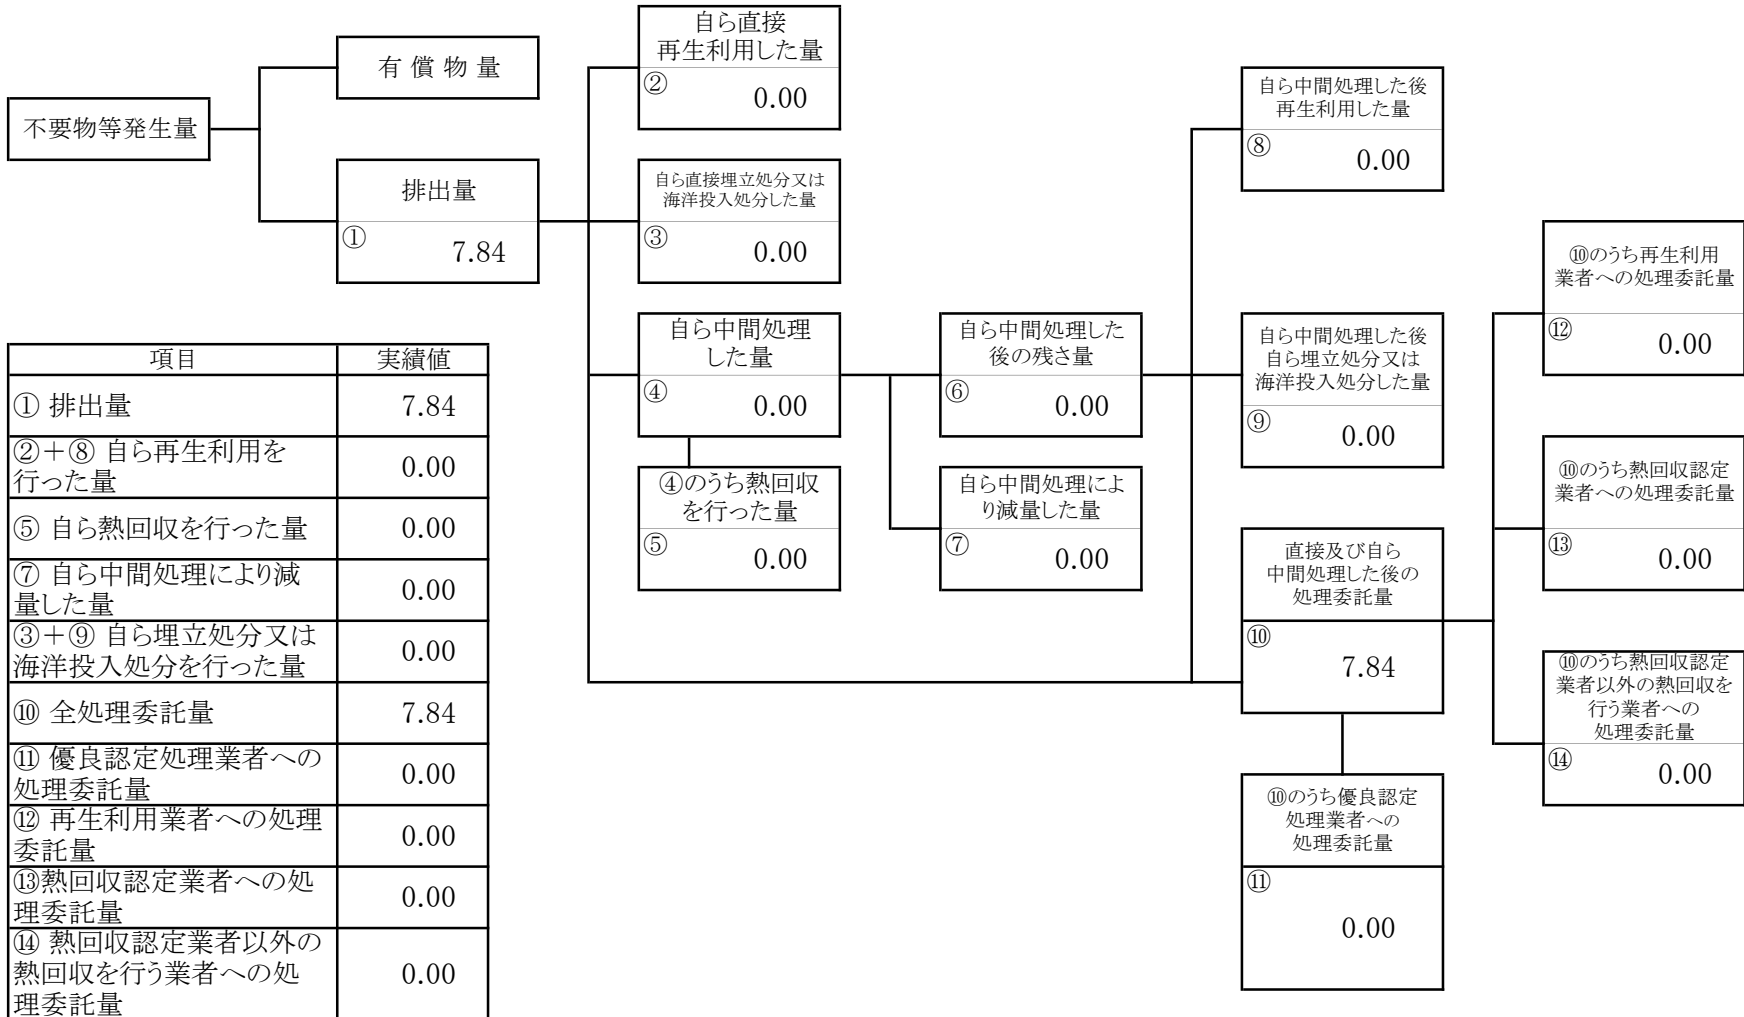 不要物等発生量
有 償 物 量
排出量
①
7.84
自ら直接
再生利用した量
②
0.00
自ら直接埋立処分又は
海洋投入処分した量
③
0.00
自ら中間処理
した量
④
0.00
④のうち熱回収
を行った量
⑤
0.00
自ら中間処理した
後の残さ量
⑥
0.00
自ら中間処理によ
り減量した量
⑦
0.00
自ら中間処理した後
再生利用した量
⑧
0.00
自ら中間処理した後
自ら埋立処分又は
海洋投入処分した量
⑨
0.00
直接及び自ら
中間処理した後の
処理委託量
⑩
7.84
⑩のうち優良認定
処理業者への
処理委託量
⑪
0.00
⑩のうち再生利用
業者への処理委託量
⑫
0.00
⑩のうち熱回収認定
業者への処理委託量
⑬
0.00
⑩のうち熱回収認定
業者以外の熱回収を
行う業者への
処理委託量
⑭
0.00
項目 実績値
① 排出量 7.84
②＋⑧ 自ら再生利用を
行った量 0.00
⑤ 自ら熱回収を行った量 0.00
⑦ 自ら中間処理により減
量した量 0.00
③＋⑨ 自ら埋立処分又は
海洋投入処分を行った量 0.00
⑩ 全処理委託量 7.84
⑪ 優良認定処理業者への
処理委託量 0.00
⑫ 再生利用業者への処理
委託量 0.00
⑬熱回収認定業者への処
理委託量 0.00
⑭ 熱回収認定業者以外の
熱回収を行う業者への処
理委託量 0.00